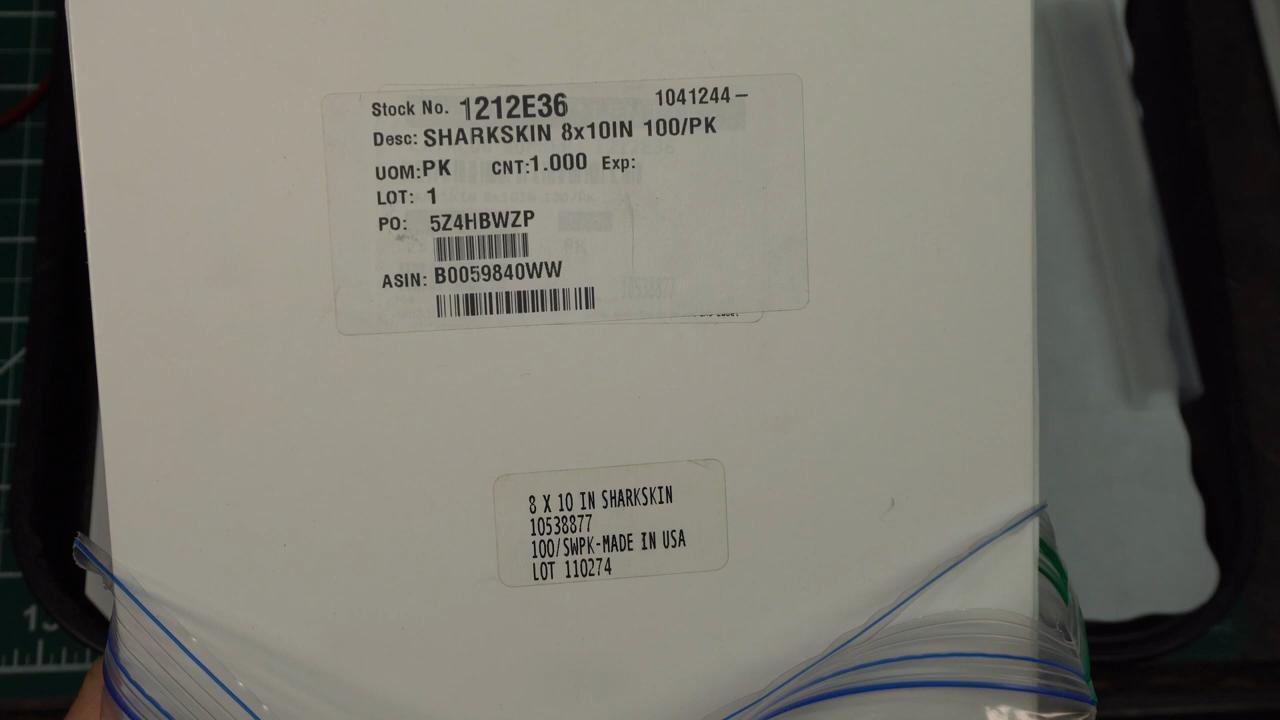 Stock No. 1212E36 1041244-
Desc: SHARKSKIN 8x10IN 100/PK
UOM:PK CNT:1.000 Exp:
LOT: 1
PO: 5Z4HBWZP
ASIN: B0059840WW
8 X 10 IN SHARKSKIN
10538877
100/SWPK-MADE IN USA
LOT 110274